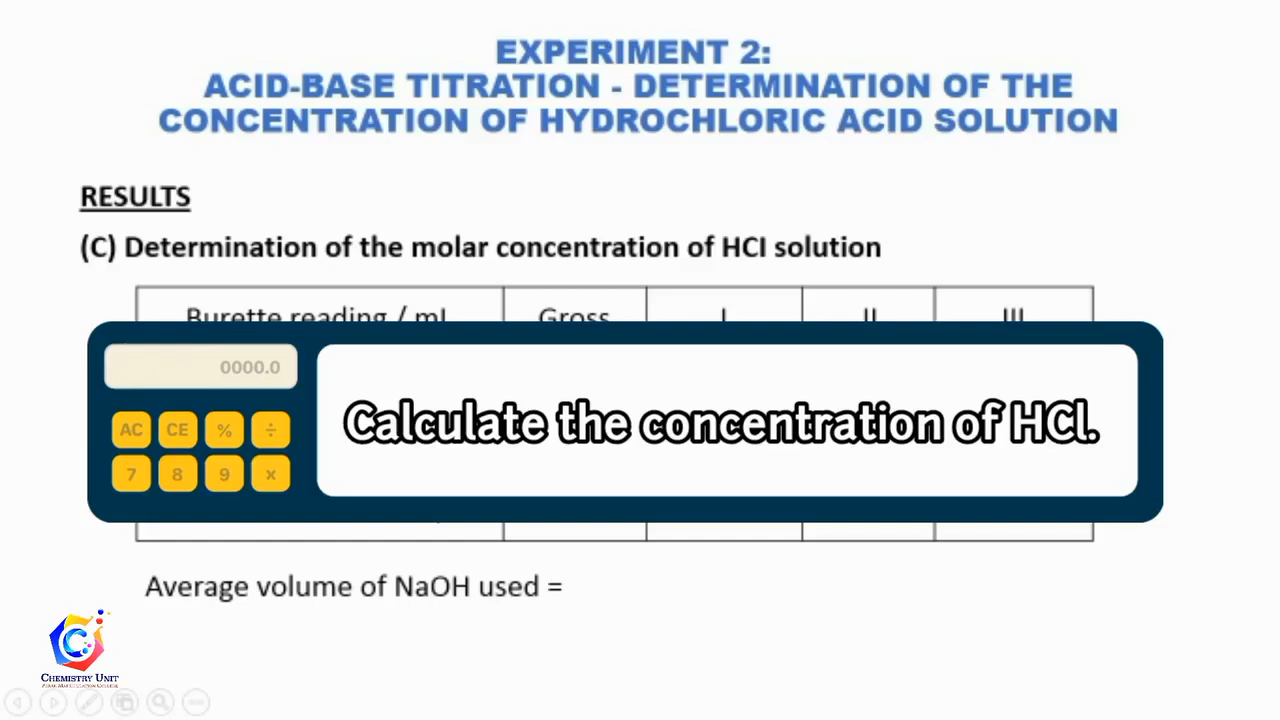 EXPERIMENT 2:
ACID-BASE TITRATION - DETERMINATION OF THE
CONCENTRATION OF HYDROCHLORIC ACID SOLUTION
RESULTS
(C) Determination of the molar concentration of HCl solution
Burette reading / mL Gross I II III
0000.0
AC CE % ÷
7 8 9 x
Calculate the concentration of HCl.
Average volume of NaOH used =
C
CHEMISTRY UNIT